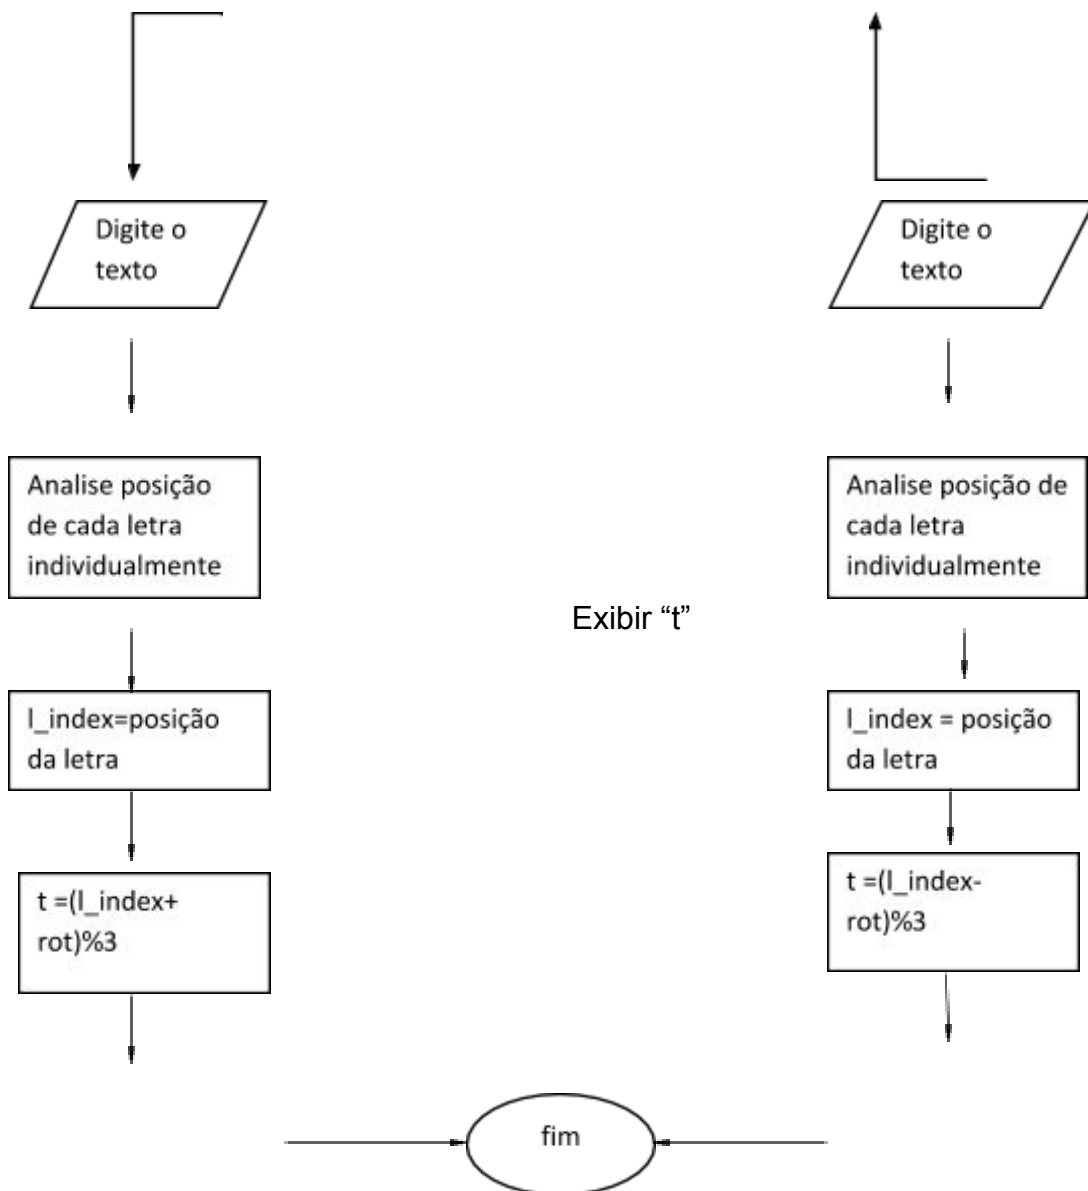 Digite o
texto
Digite o
texto
Analise posição
de cada letra
individualmente
Analise posição de
cada letra
individualmente
Exibir “t”
l_index=posição
da letra
l_index = posição
da letra
t =(l_index+
rot)%3
t =(l_index-
rot)%3
fim